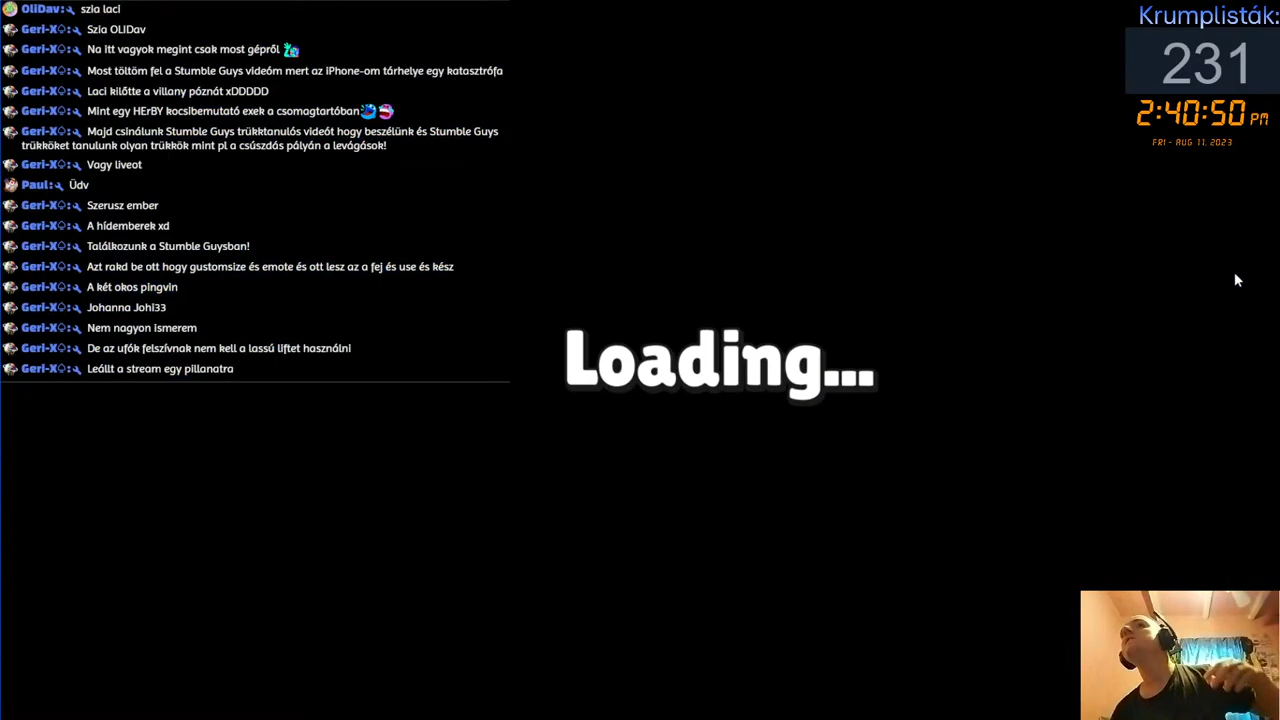 OliDav: szia laci
Geri-X: Szia OLIDav
Geri-X: Na itt vagyok megint csak most gépről
Geri-X: Most töltöm fel a Stumble Guys videóm mert az iPhone-om tárhelye egy katasztrófa
Geri-X: Laci kilőtte a villany póznát xDDDDD
Geri-X: Mint egy HErBY kocsibemutató exek a csomagtartóban
Geri-X: Majd csinálunk Stumble Guys trükktanulós videót hogy beszélünk és Stumble Guys
trükköket tanulunk olyan trükkök mint pl a csúszdás pályán a levágások!
Geri-X: Vagy liveot
Paul: Üdv
Geri-X: Szerusz ember
Geri-X: A hídemberek xd
Geri-X: Találkozunk a Stumble Guysban!
Geri-X: Azt rakd be ott hogy gustomsize és emote és ott lesz az a fej és use és kész
Geri-X: A két okos pingvin
Geri-X: Johanna Johi33
Geri-X: Nem nagyon ismerem
Geri-X: De az ufók felszívnak nem kell a lassú liftet használni
Geri-X: Leállt a stream egy pillanatra
Krumplisták:
231
2:40:50 PM
FRI - AUG 11, 2023
Loading...